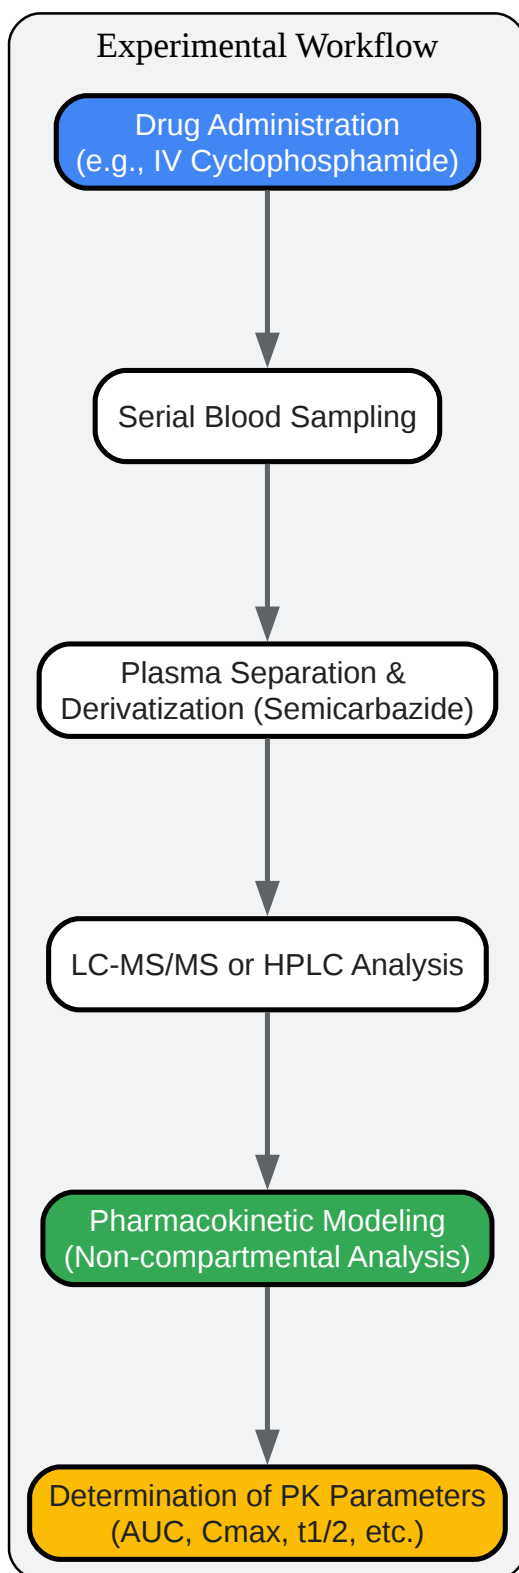 Experimental Workflow
Drug Administration
(e.g., IV Cyclophosphamide)
Serial Blood Sampling
Plasma Separation &
Derivatization (Semicarbazide)
LC-MS/MS or HPLC Analysis
Pharmacokinetic Modeling
(Non-compartmental Analysis)
Determination of PK Parameters
(AUC, Cmax, t1/2, etc.)